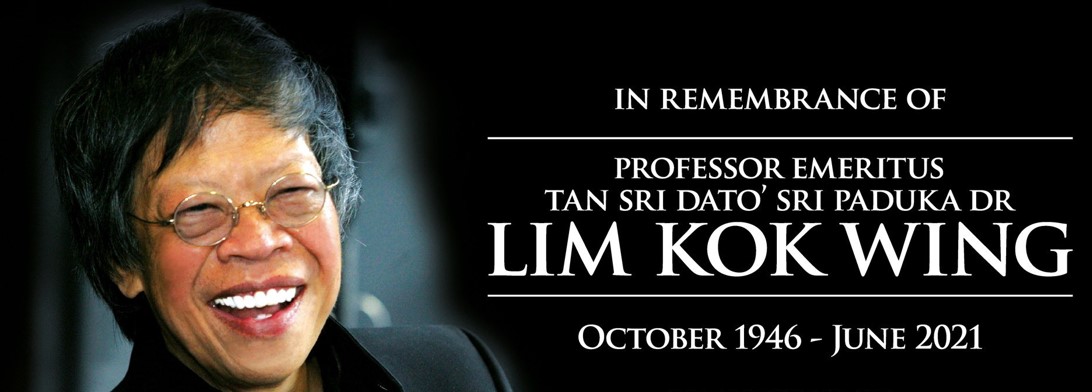 IN REMEMBRANCE OF
PROFESSOR EMERITUS
TAN SRI DATO' SRI PADUKA DR
LIM KOK WING
OCTOBER 1946 - JUNE 2021